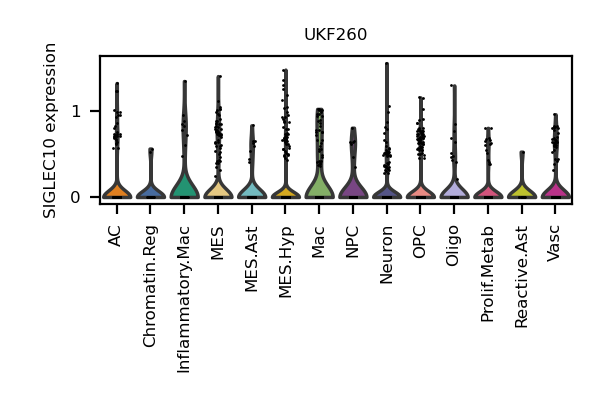 UKF260
SIGLEC10 expression
1
0
AC
Chromatin.Reg
Inflammatory.Mac
MES
MES.Ast
MES.Hyp
Mac
NPC
Neuron
OPC
Oligo
Prolif.Metab
Reactive.Ast
Vasc